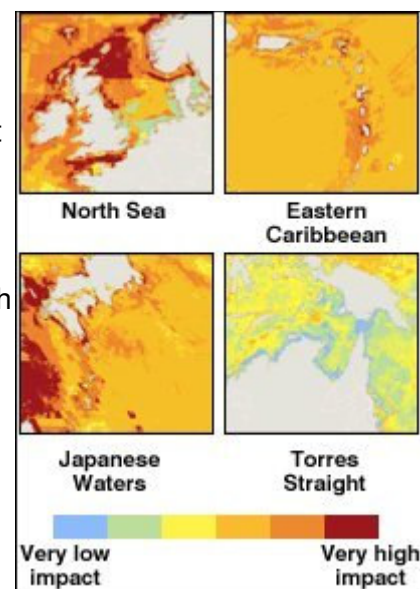 North Sea
Eastern
Caribbeean
h
Japanese
Waters
Torres
Straight
Very low
impact
Very high
impact